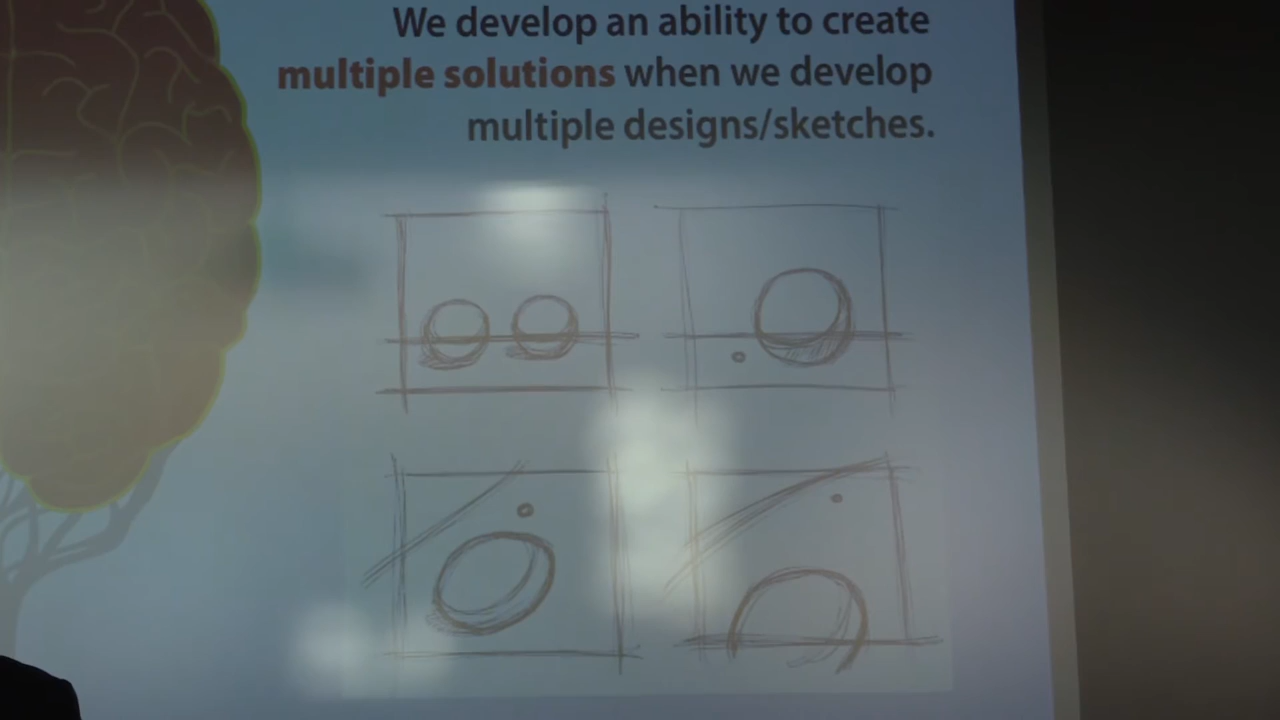 We develop an ability to create
multiple solutions when we develop
multiple designs/sketches.